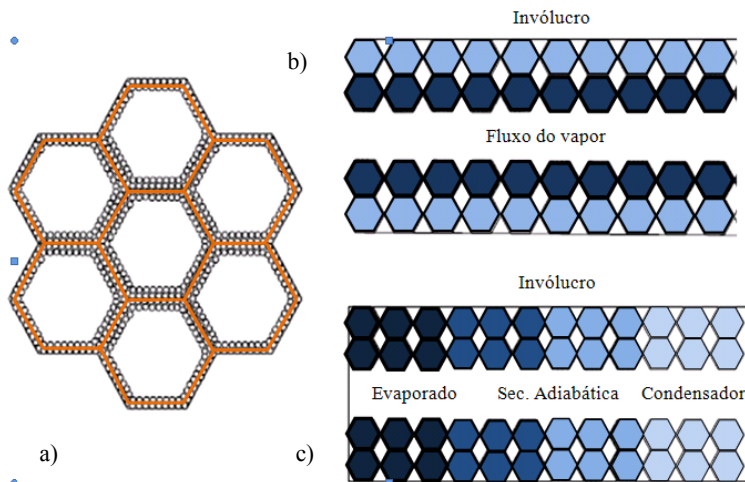 Invólucro
b)
Fluxo do vapor
a)
Invólucro
Evaporado Sec. Adiabática Condensador
c)